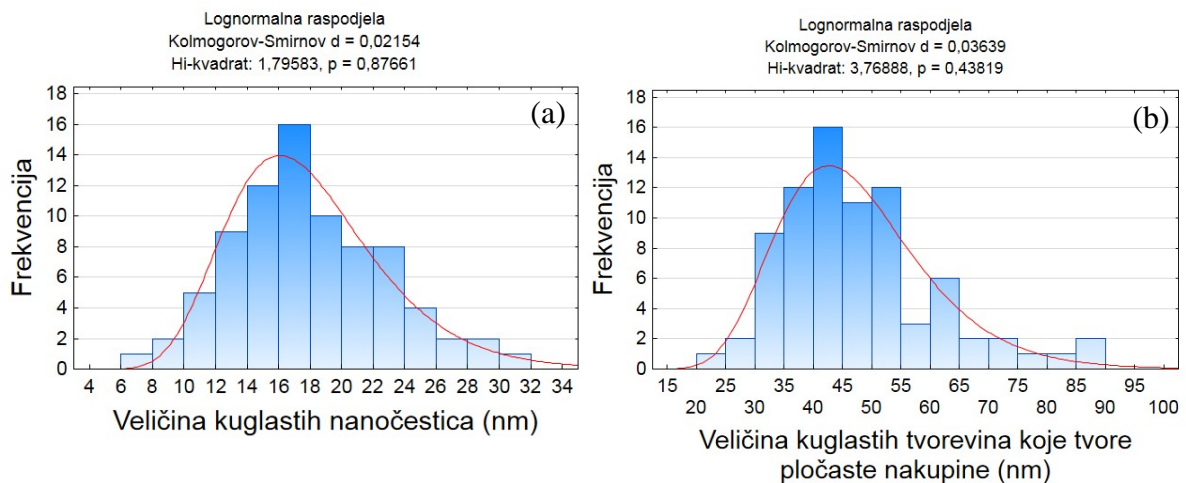 Lognormalna raspodjela
Kolmogorov-Smirnov d = 0,02154
Hi-kvadrat: 1,79583, p = 0,87661
(a)
18
16
14
12
10
8
6
4
2
0
Frekvencija
4 6 8 10 12 14 16 18 20 22 24 26 28 30 32 34
Veličina kuglastih nanočestica (nm)
Lognormalna raspodjela
Kolmogorov-Smirnov d = 0,03639
Hi-kvadrat: 3,76888, p = 0,43819
(b)
18
16
14
12
10
8
6
4
2
0
Frekvencija
15 25 35 45 55 65 75 85 95
20 30 40 50 60 70 80 90 100
Veličina kuglastih tvorevina koje tvore
pločaste nakupine (nm)